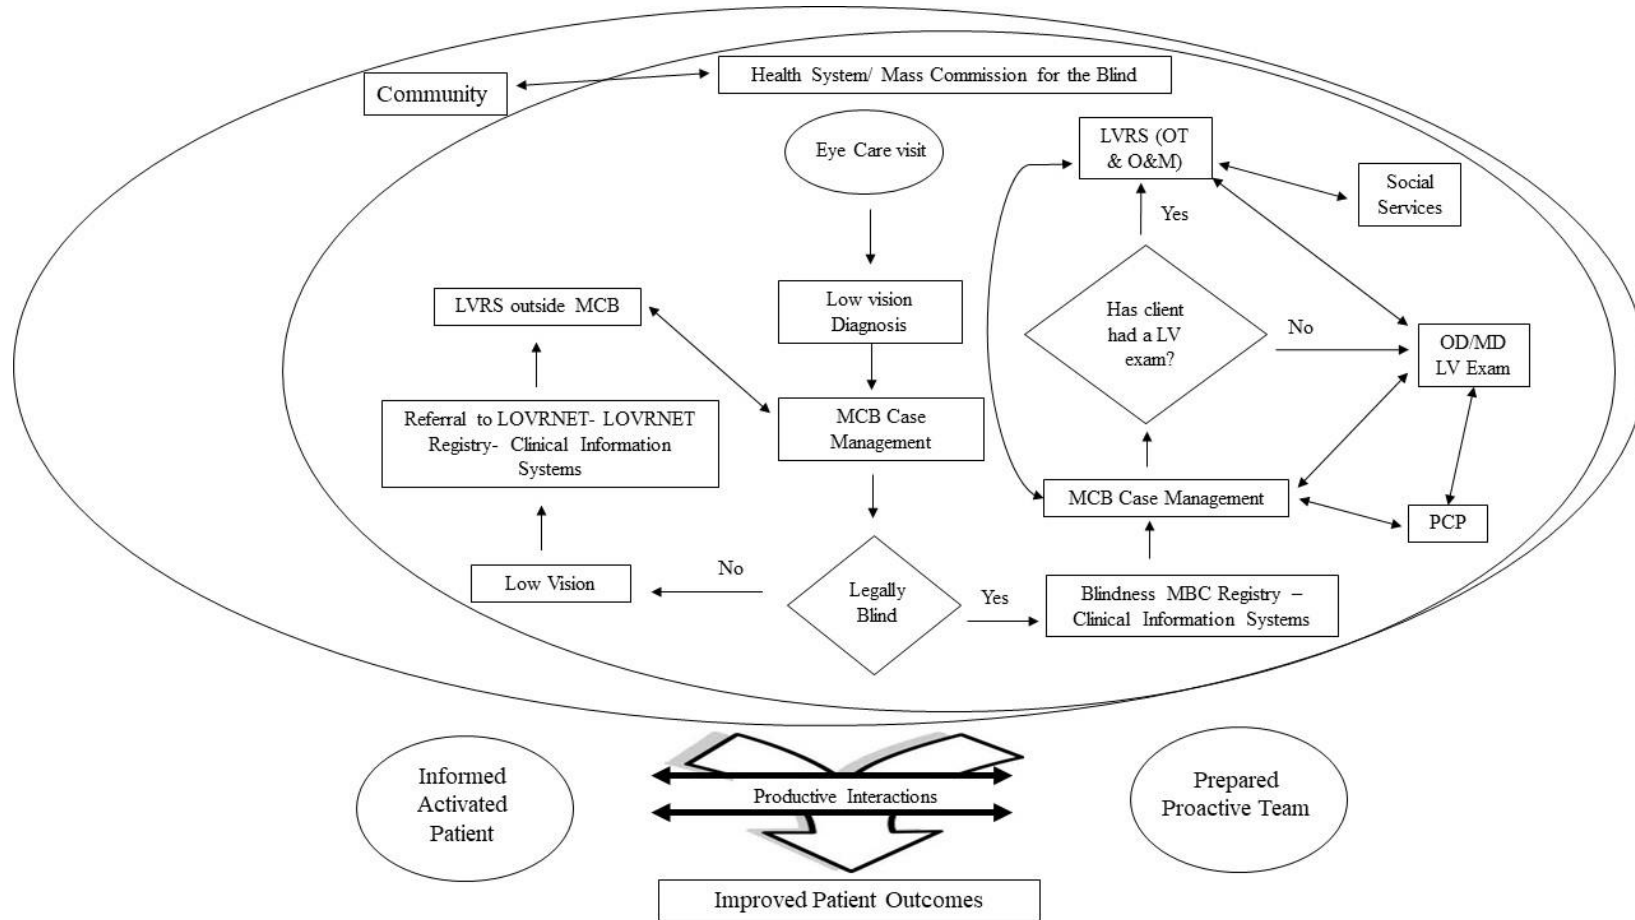 Community
Health System/ Mass Commission for the Blind
Eye Care visit
LVRS (OT
& O&M)
Social
Services
Yes
Low vision
Diagnosis
LVRS outside MCB
Has client
had a LV
exam?
No
OD/MD
LV Exam
Referral to LOVRNET- LOVRNET
Registry- Clinical Information
Systems
MCB Case
Management
MCB Case Management
PCP
Low Vision
No
Legally
Blind
Yes
Blindness MBC Registry –
Clinical Information Systems
Informed
Activated
Patient
Productive Interactions
Prepared
Proactive Team
Improved Patient Outcomes